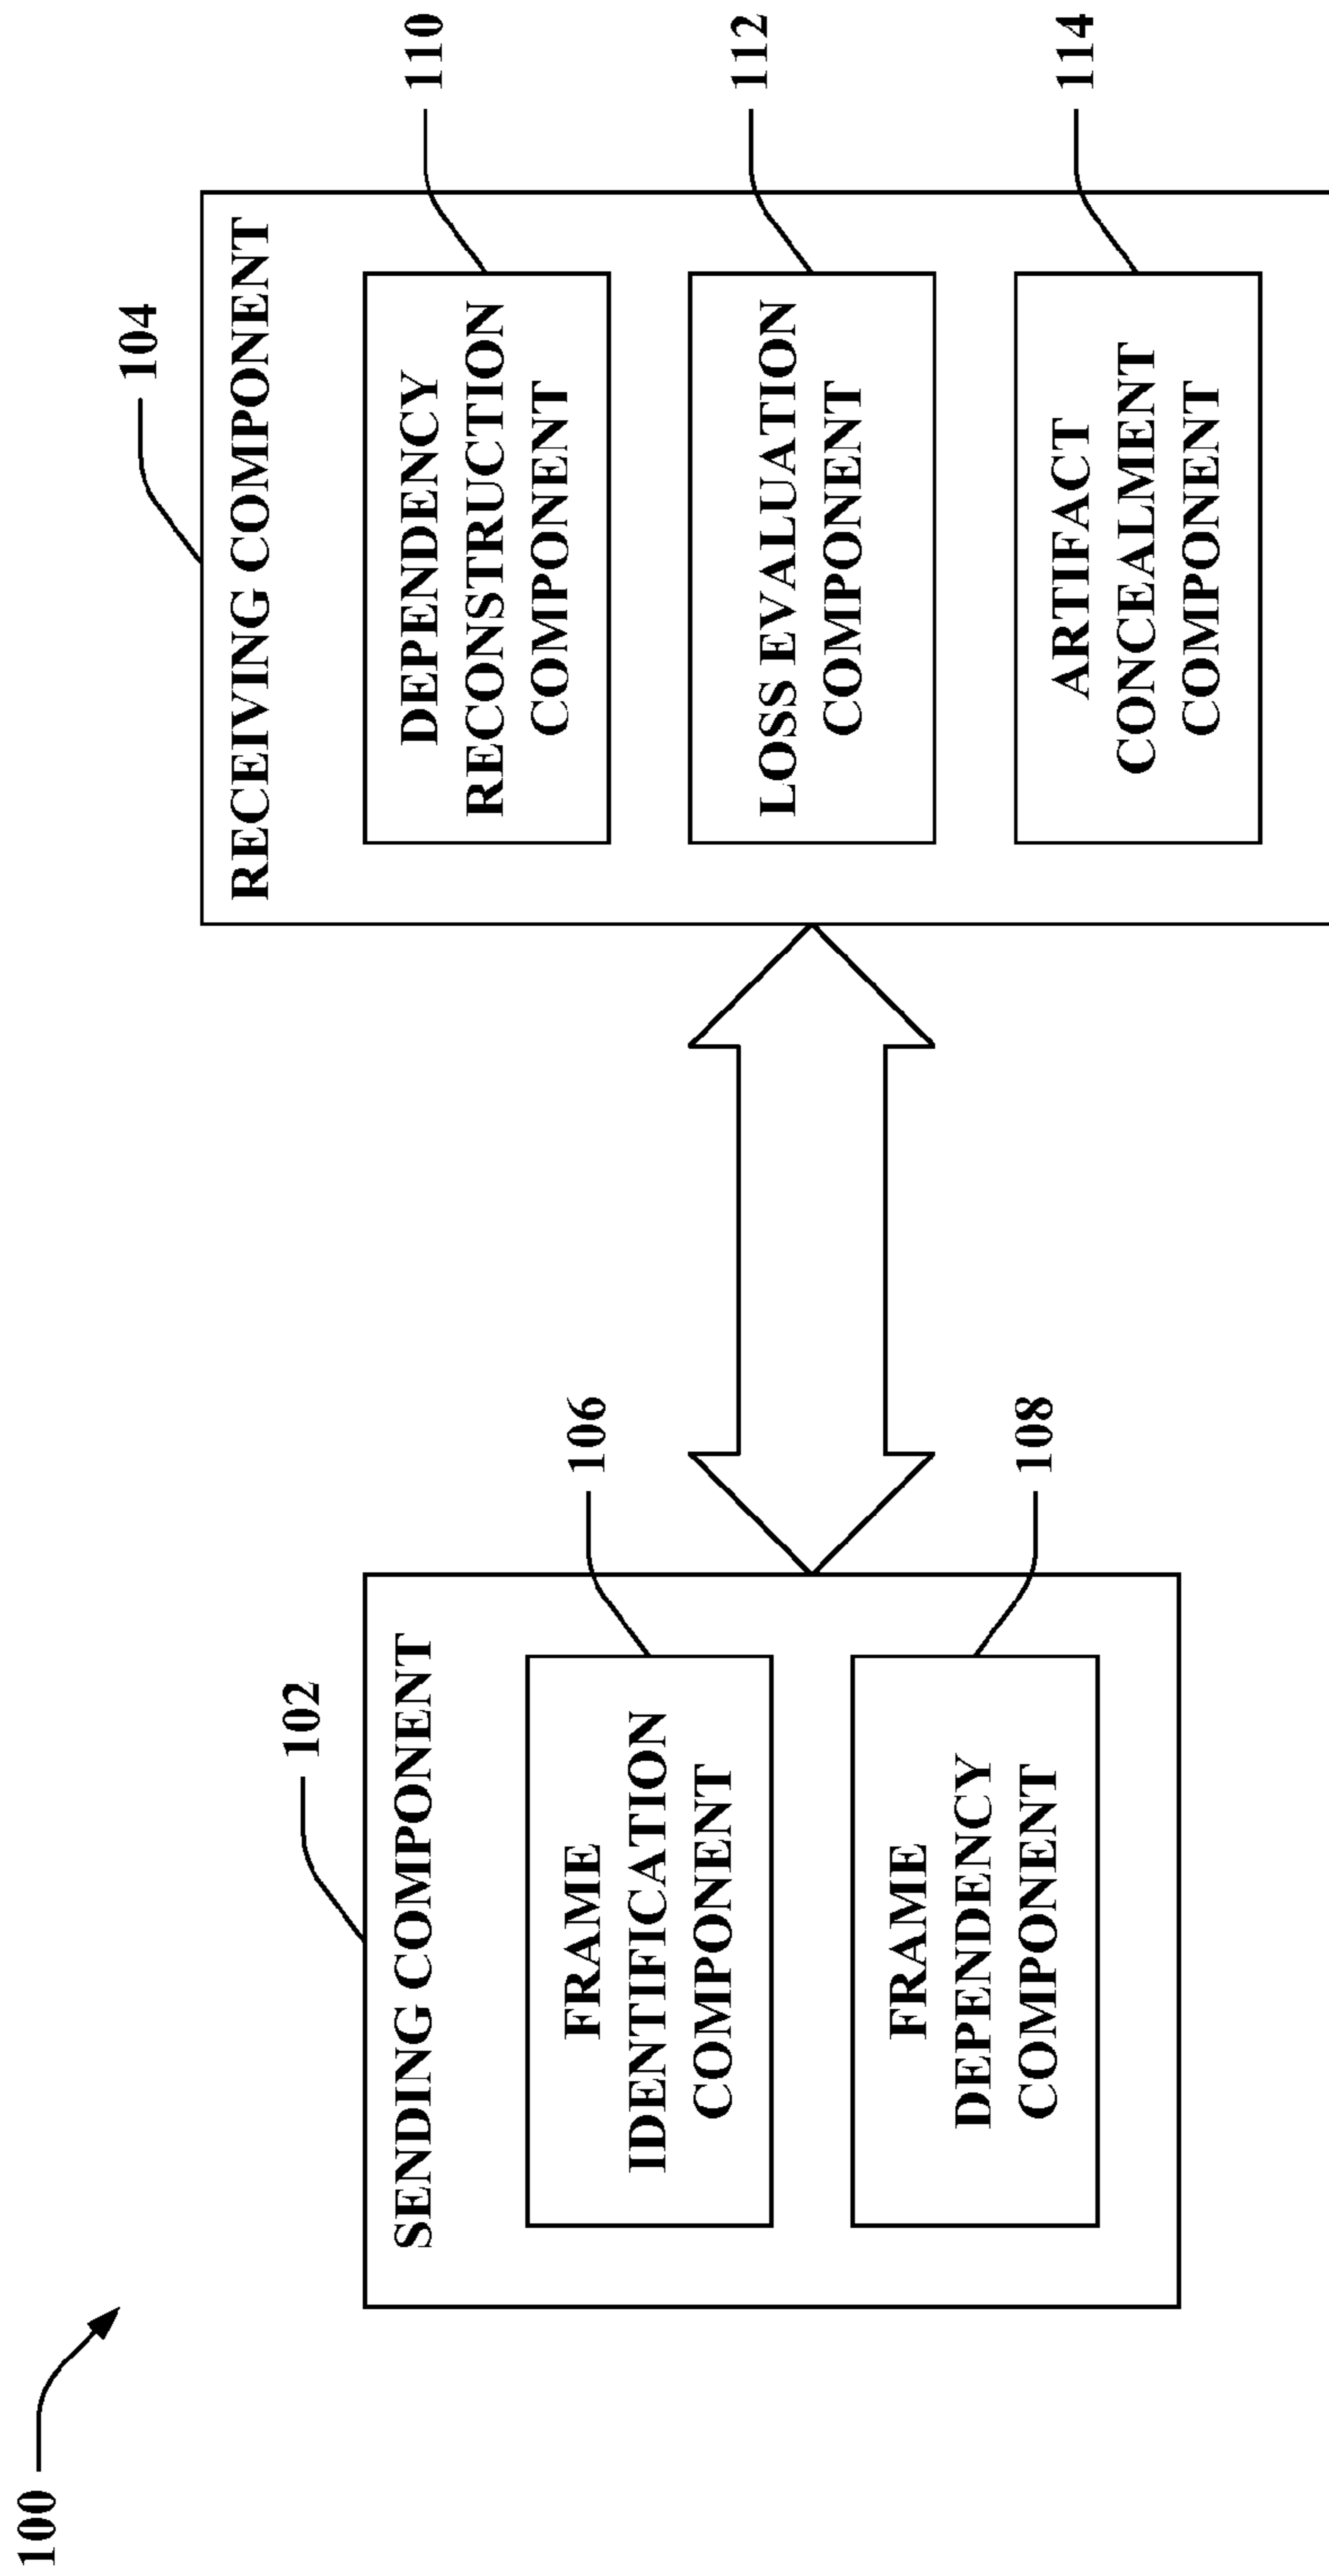 100
102
SENDING COMPONENT
106
FRAME
IDENTIFICATION
COMPONENT
108
FRAME
DEPENDENCY
COMPONENT
104
RECEIVING COMPONENT
110
DEPENDENCY
RECONSTRUCTION
COMPONENT
112
LOSS EVALUATION
COMPONENT
114
ARTIFACT
CONCEALMENT
COMPONENT